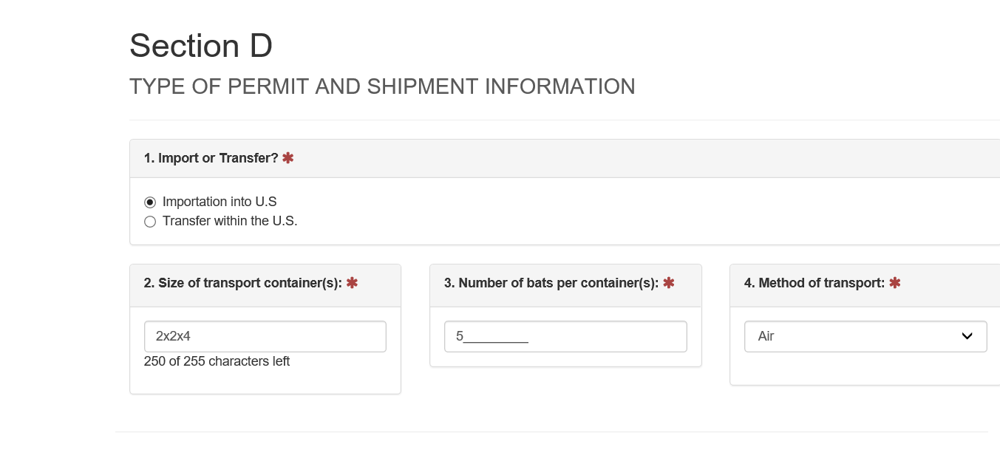 Section D
TYPE OF PERMIT AND SHIPMENT INFORMATION
1. Import or Transfer? ✱
Importation into U.S
Transfer within the U.S.
2. Size of transport container(s): ✱
2x2x4
250 of 255 characters left
3. Number of bats per container(s): ✱
5_________
4. Method of transport: ✱
Air